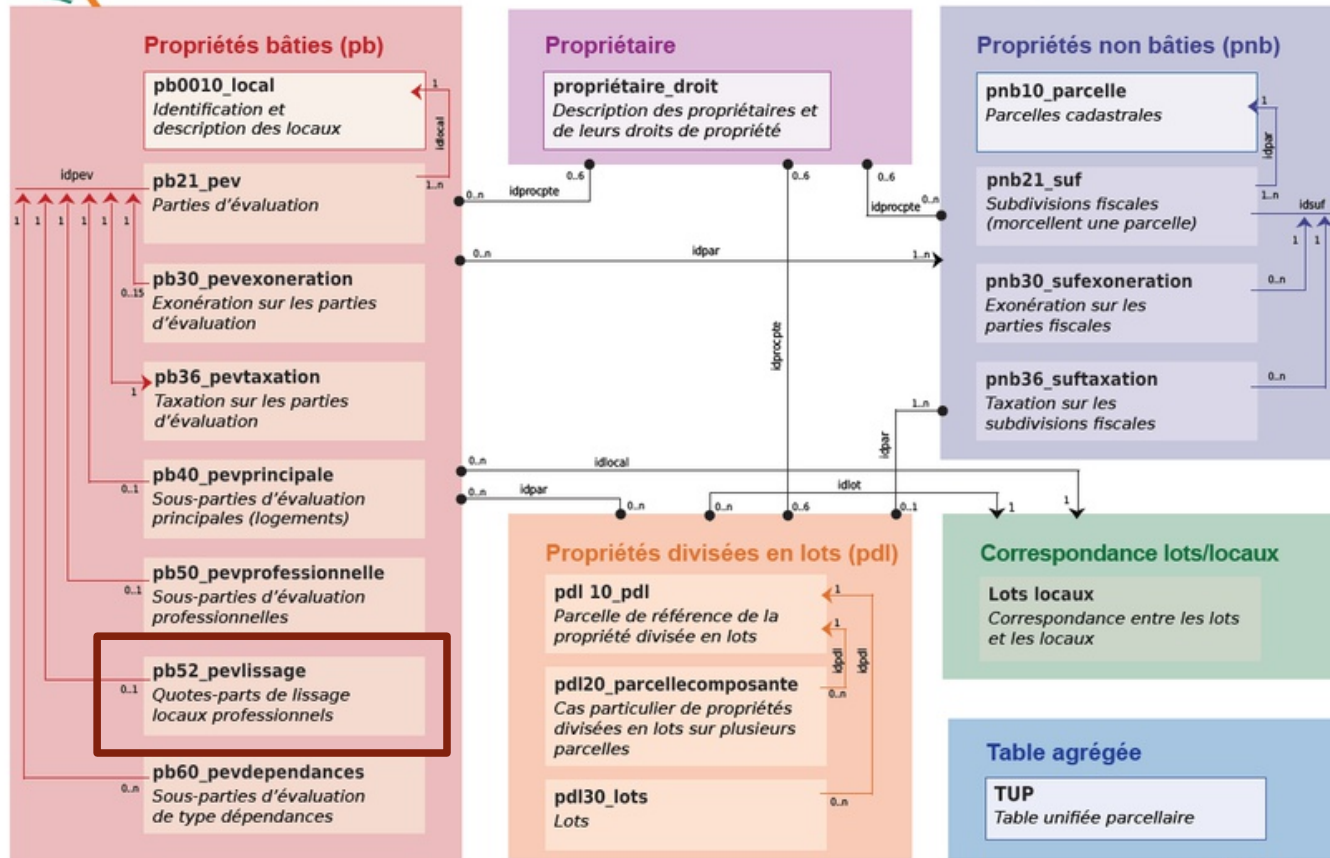 Propriétés bâties (pb)
pb0010_local
Identification et
description des locaux
1
idlocal
idpev
pb21_pev
Parties d'évaluation
1..n
1
1
1
1
1
1
pb30_pevexoneration
Exonération sur les parties
d'évaluation
0..15
pb36_pevtaxation
Taxation sur les parties
d'évaluation
1
pb40_pevprincipale
Sous-parties d'évaluation
principales (logements)
0..1
pb50_pevprofessionnelle
Sous-parties d'évaluation
professionnelles
0..1
pb52_pevlissage
Quotes-parts de lissage
locaux professionnels
0..1
pb60_pevdependances
Sous-parties d'évaluation
de type dépendances
0..n
Propriétaire
propriétaire_droit
Description des propriétaires et
de leurs droits de propriété
0..6
0..6
0..6
0..n
idprocpte
idprocpte
0..n
0..n
idpar
1..n
idprocpte
1..n
idpar
0..n
idlocal
1
0..n
idpar
0..n
0..n
idlot
1
0..6
0..1
Propriétés non bâties (pnb)
pnb10_parcelle
Parcelles cadastrales
1
idpar
pnb21_suf
Subdivisions fiscales
(morcellent une parcelle)
1..n
idsuf
1
1
pnb30_sufexoneration
Exonération sur les
parties fiscales
0..n
pnb36_suftaxation
Taxation sur les
subdivisions fiscales
0..n
Propriétés divisées en lots (pdl)
pdl 10_pdl
Parcelle de référence de la
propriété divisée en lots
1
1
idpdl
idpdl
pdl20_parcellecomposante
Cas particulier de propriétés
divisées en lots sur plusieurs
parcelles
0..n
pdl30_lots
Lots
0..n
Correspondance lots/locaux
Lots locaux
Correspondance entre les lots
et les locaux
Table agrégée
TUP
Table unifiée parcellaire